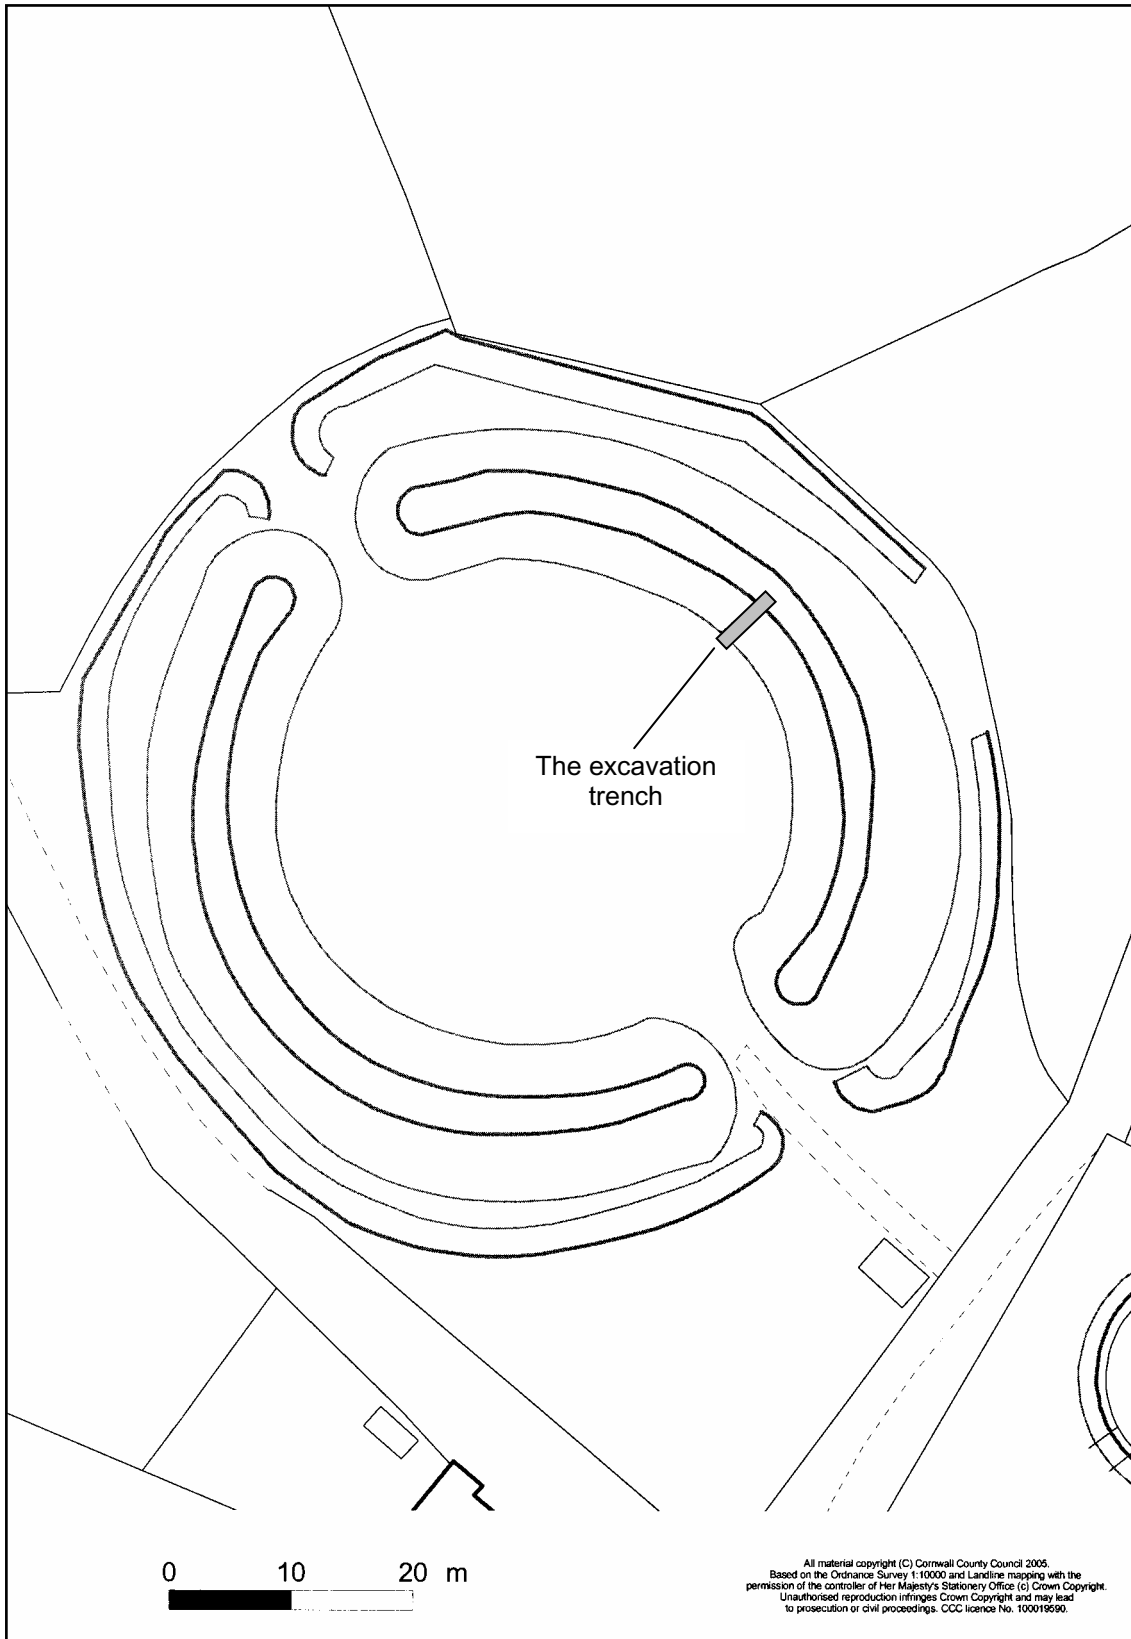 The excavation
trench
0 10 20 m
All material copyright (C) Cornwall County Council 2005.
Based on the Ordnance Survey 1:10000 and Landline mapping with the
permission of the controller of Her Majesty's Stationery Office (c) Crown Copyright.
Unauthorised reproduction infringes Crown Copyright and may lead
to prosecution or civil proceedings. CCC licence No. 100019590.